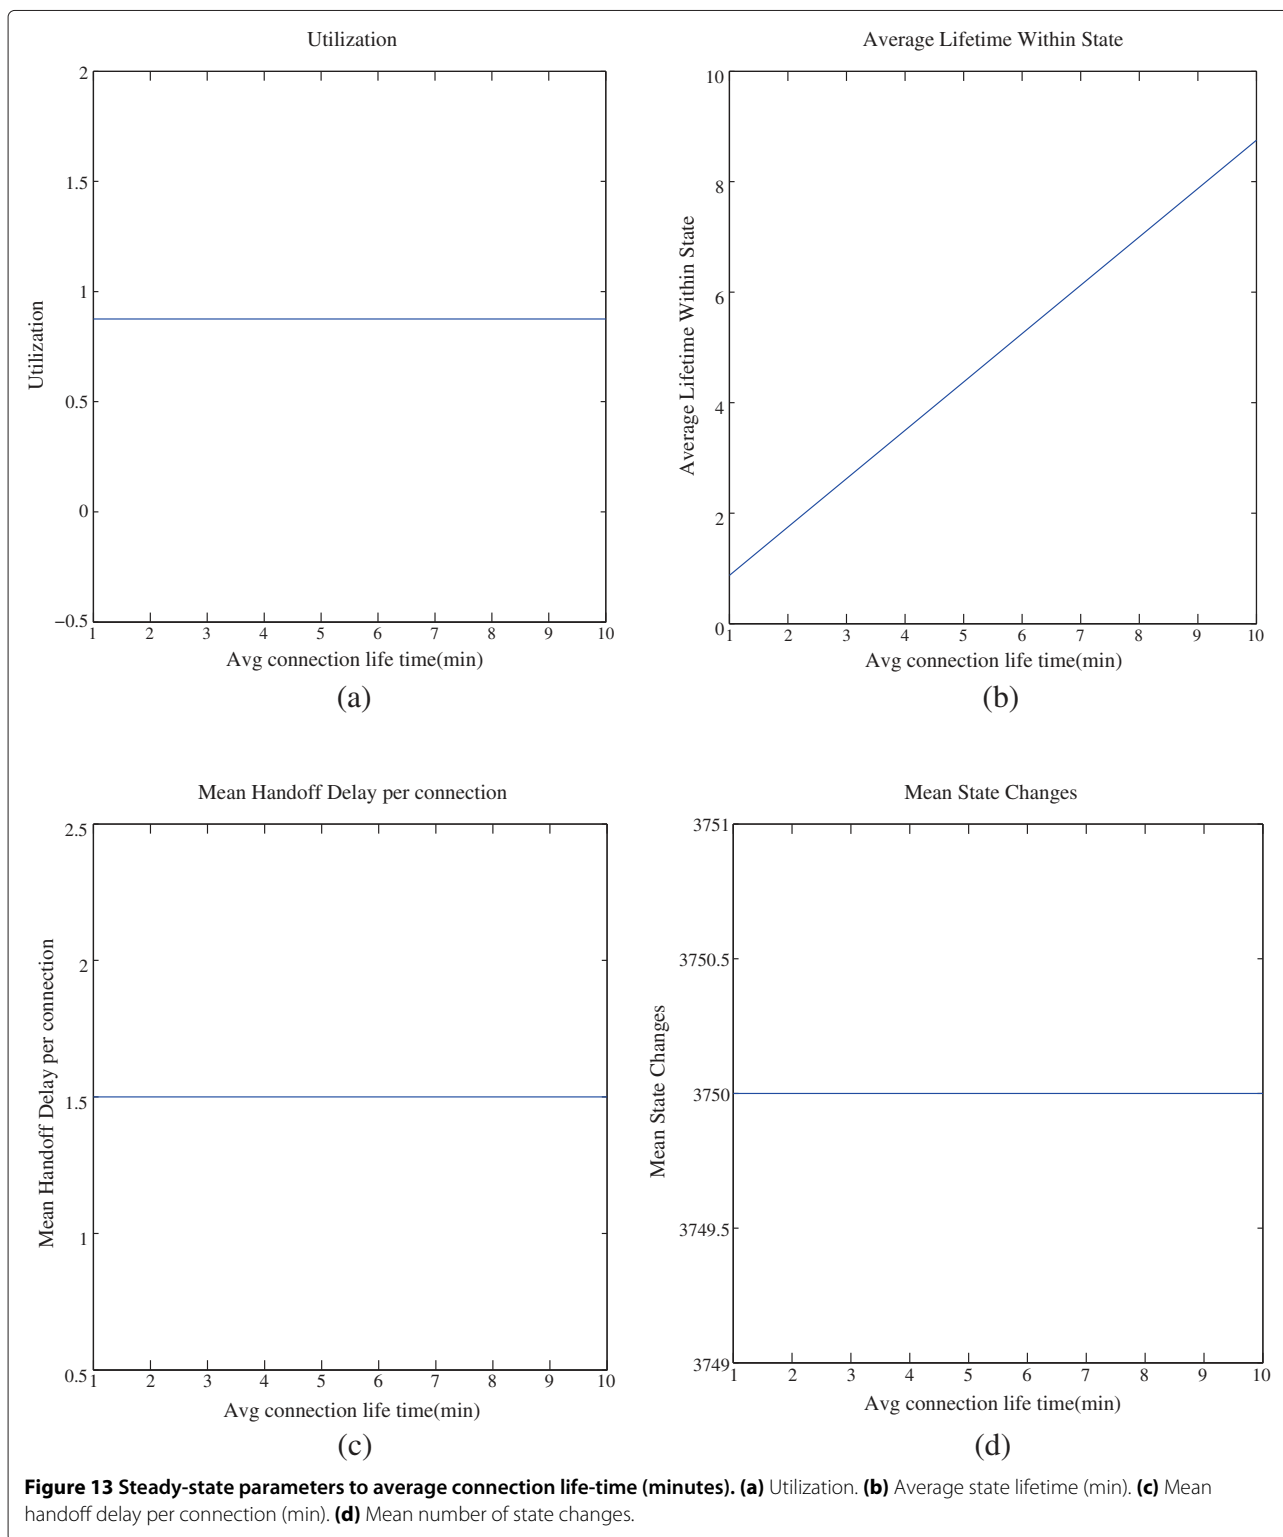 Utilization
2
1.5
1
0.5
0
−0.5
1 2 3 4 5 6 7 8 9 10
Utilization
Avg connection life time(min)
(a)
Average Lifetime Within State
10
8
6
4
2
0
1 2 3 4 5 6 7 8 9 10
Average Lifetime Within State
Avg connection life time(min)
(b)
Mean Handoff Delay per connection
2.5
2
1.5
1
0.5
1 2 3 4 5 6 7 8 9 10
Mean Handoff Delay per connection
Avg connection life time(min)
(c)
Mean State Changes
3751
3750.5
3750
3749.5
3749
1 2 3 4 5 6 7 8 9 10
Mean State Changes
Avg connection life time(min)
(d)
Figure 13 Steady-state parameters to average connection life-time (minutes). (a) Utilization. (b) Average state lifetime (min). (c) Mean
handoff delay per connection (min). (d) Mean number of state changes.